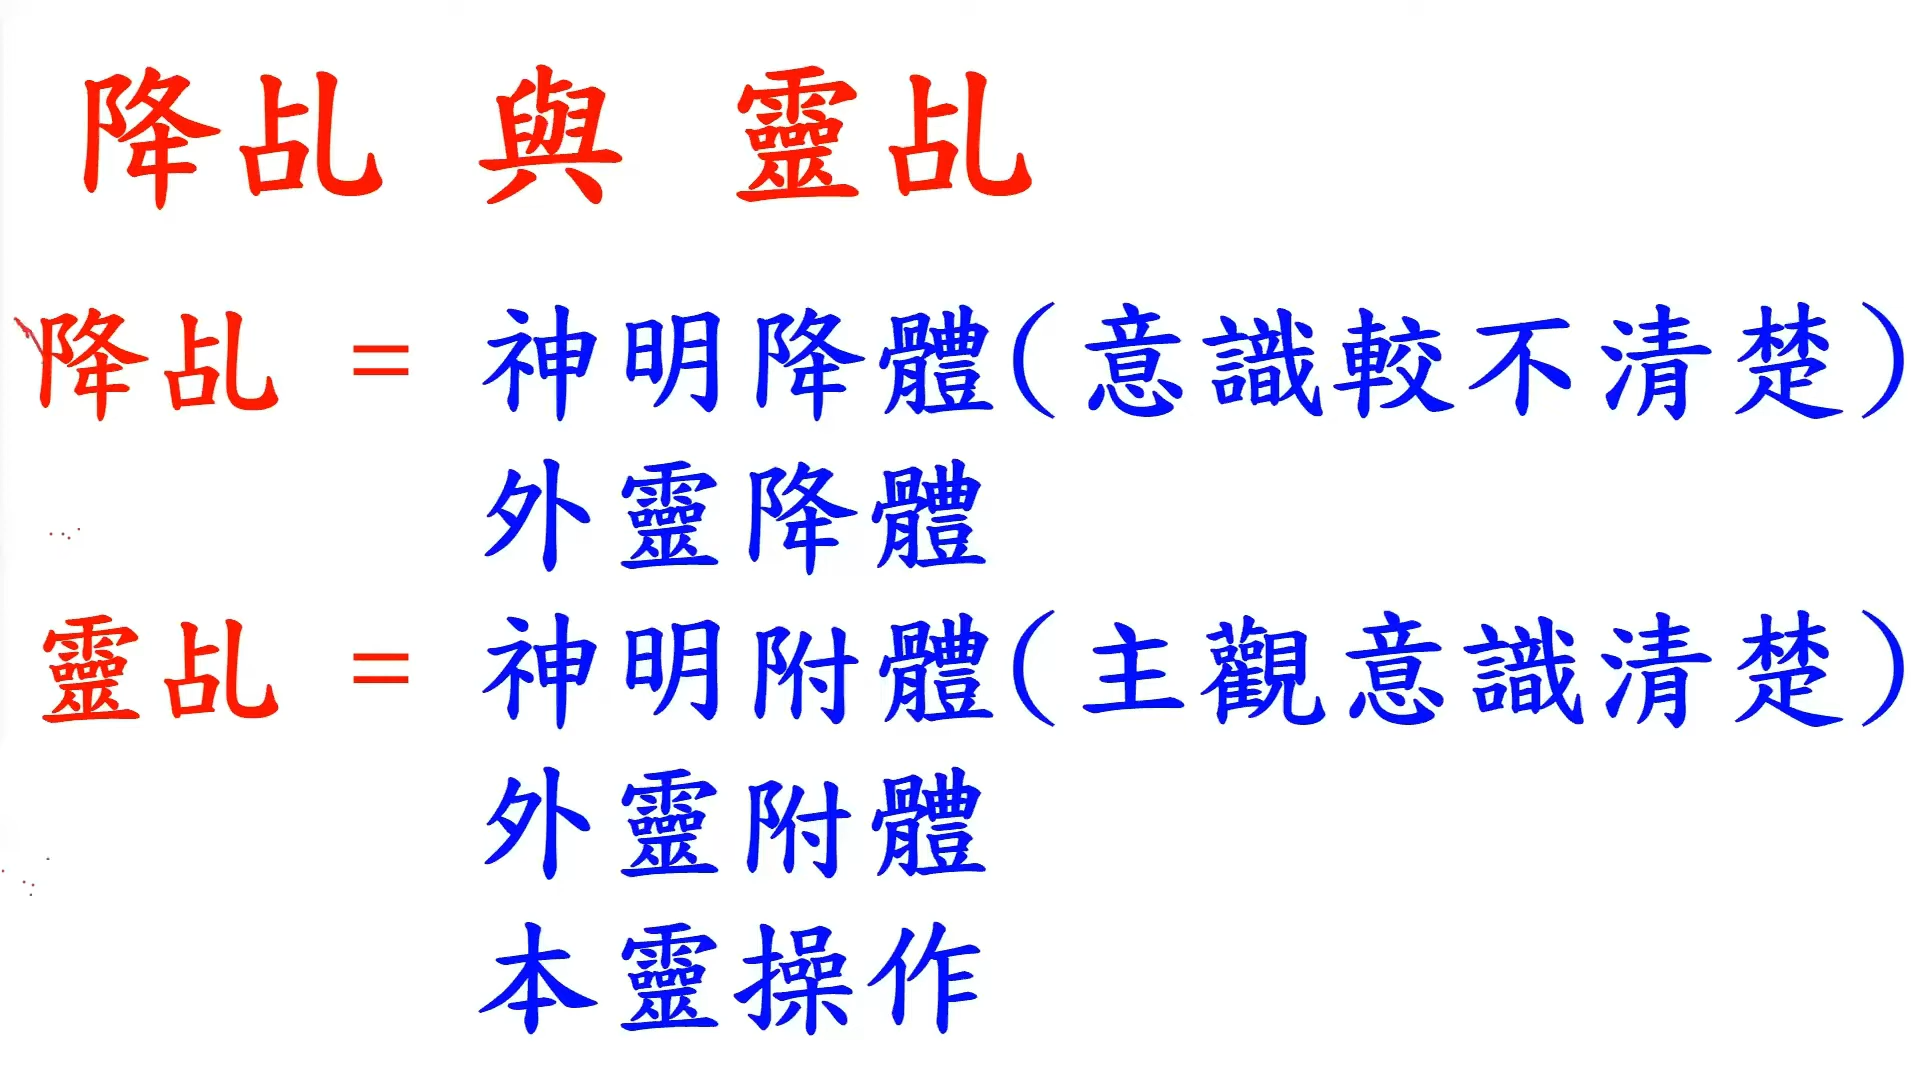 降乩 與 靈乩
降乩 = 神明降體(意識較不清楚)
外靈降體
靈乩 = 神明附體(主觀意識清楚)
外靈附體
本靈操作